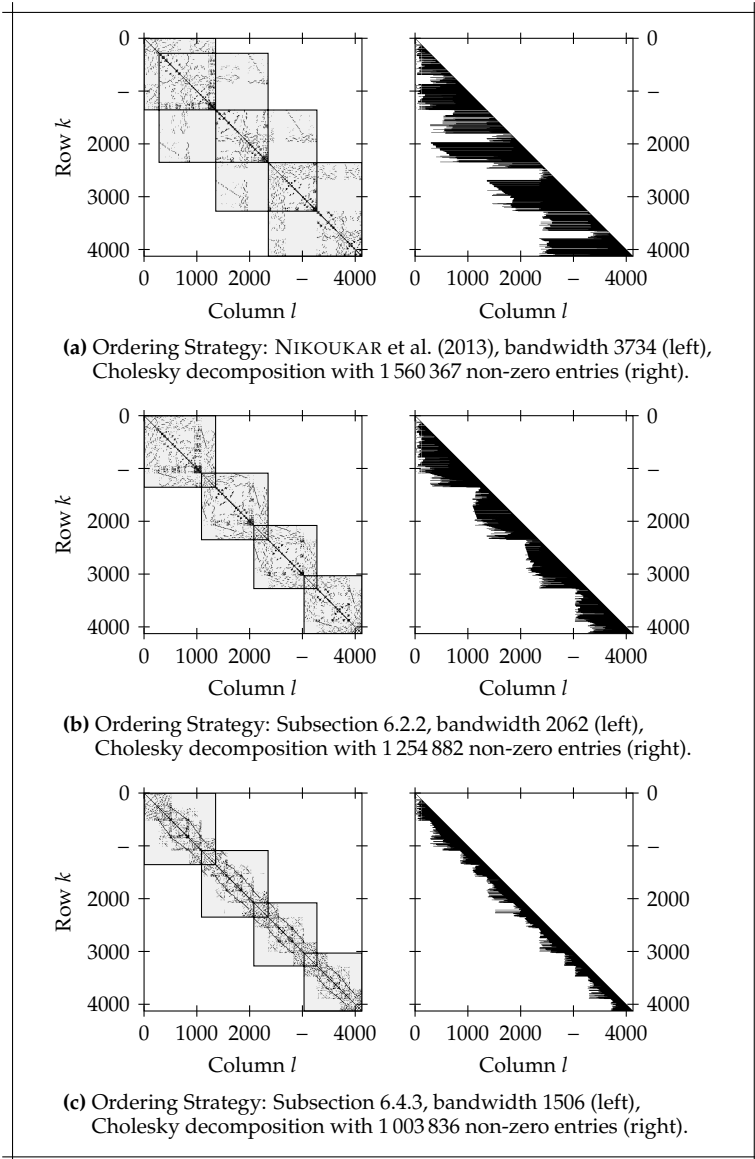 0 0
– –
2000 2000
3000 3000
4000 4000
Row k
0 1000 – 4000 0 1000 2000 – 4000
Column l Column l
(a) Ordering Strategy: NIKOUKAR et al. (2013), bandwidth 3734 (left),
Cholesky decomposition with 1 560 367 non-zero entries (right).
0 0
– –
2000 2000
3000 3000
4000 4000
Row k
0 2000 – 4000 0 1000 2000 – 4000
Column l Column l
(b) Ordering Strategy: Subsection 6.2.2, bandwidth 2062 (left),
Cholesky decomposition with 1 254 882 non-zero entries (right).
0 0
– –
2000 2000
3000 3000
4000 4000
Row k
0 1000 2000 – 4000 0 1000 2000 – 4000
Column l Column l
(c) Ordering Strategy: Subsection 6.4.3, bandwidth 1506 (left),
Cholesky decomposition with 1 003 836 non-zero entries (right).